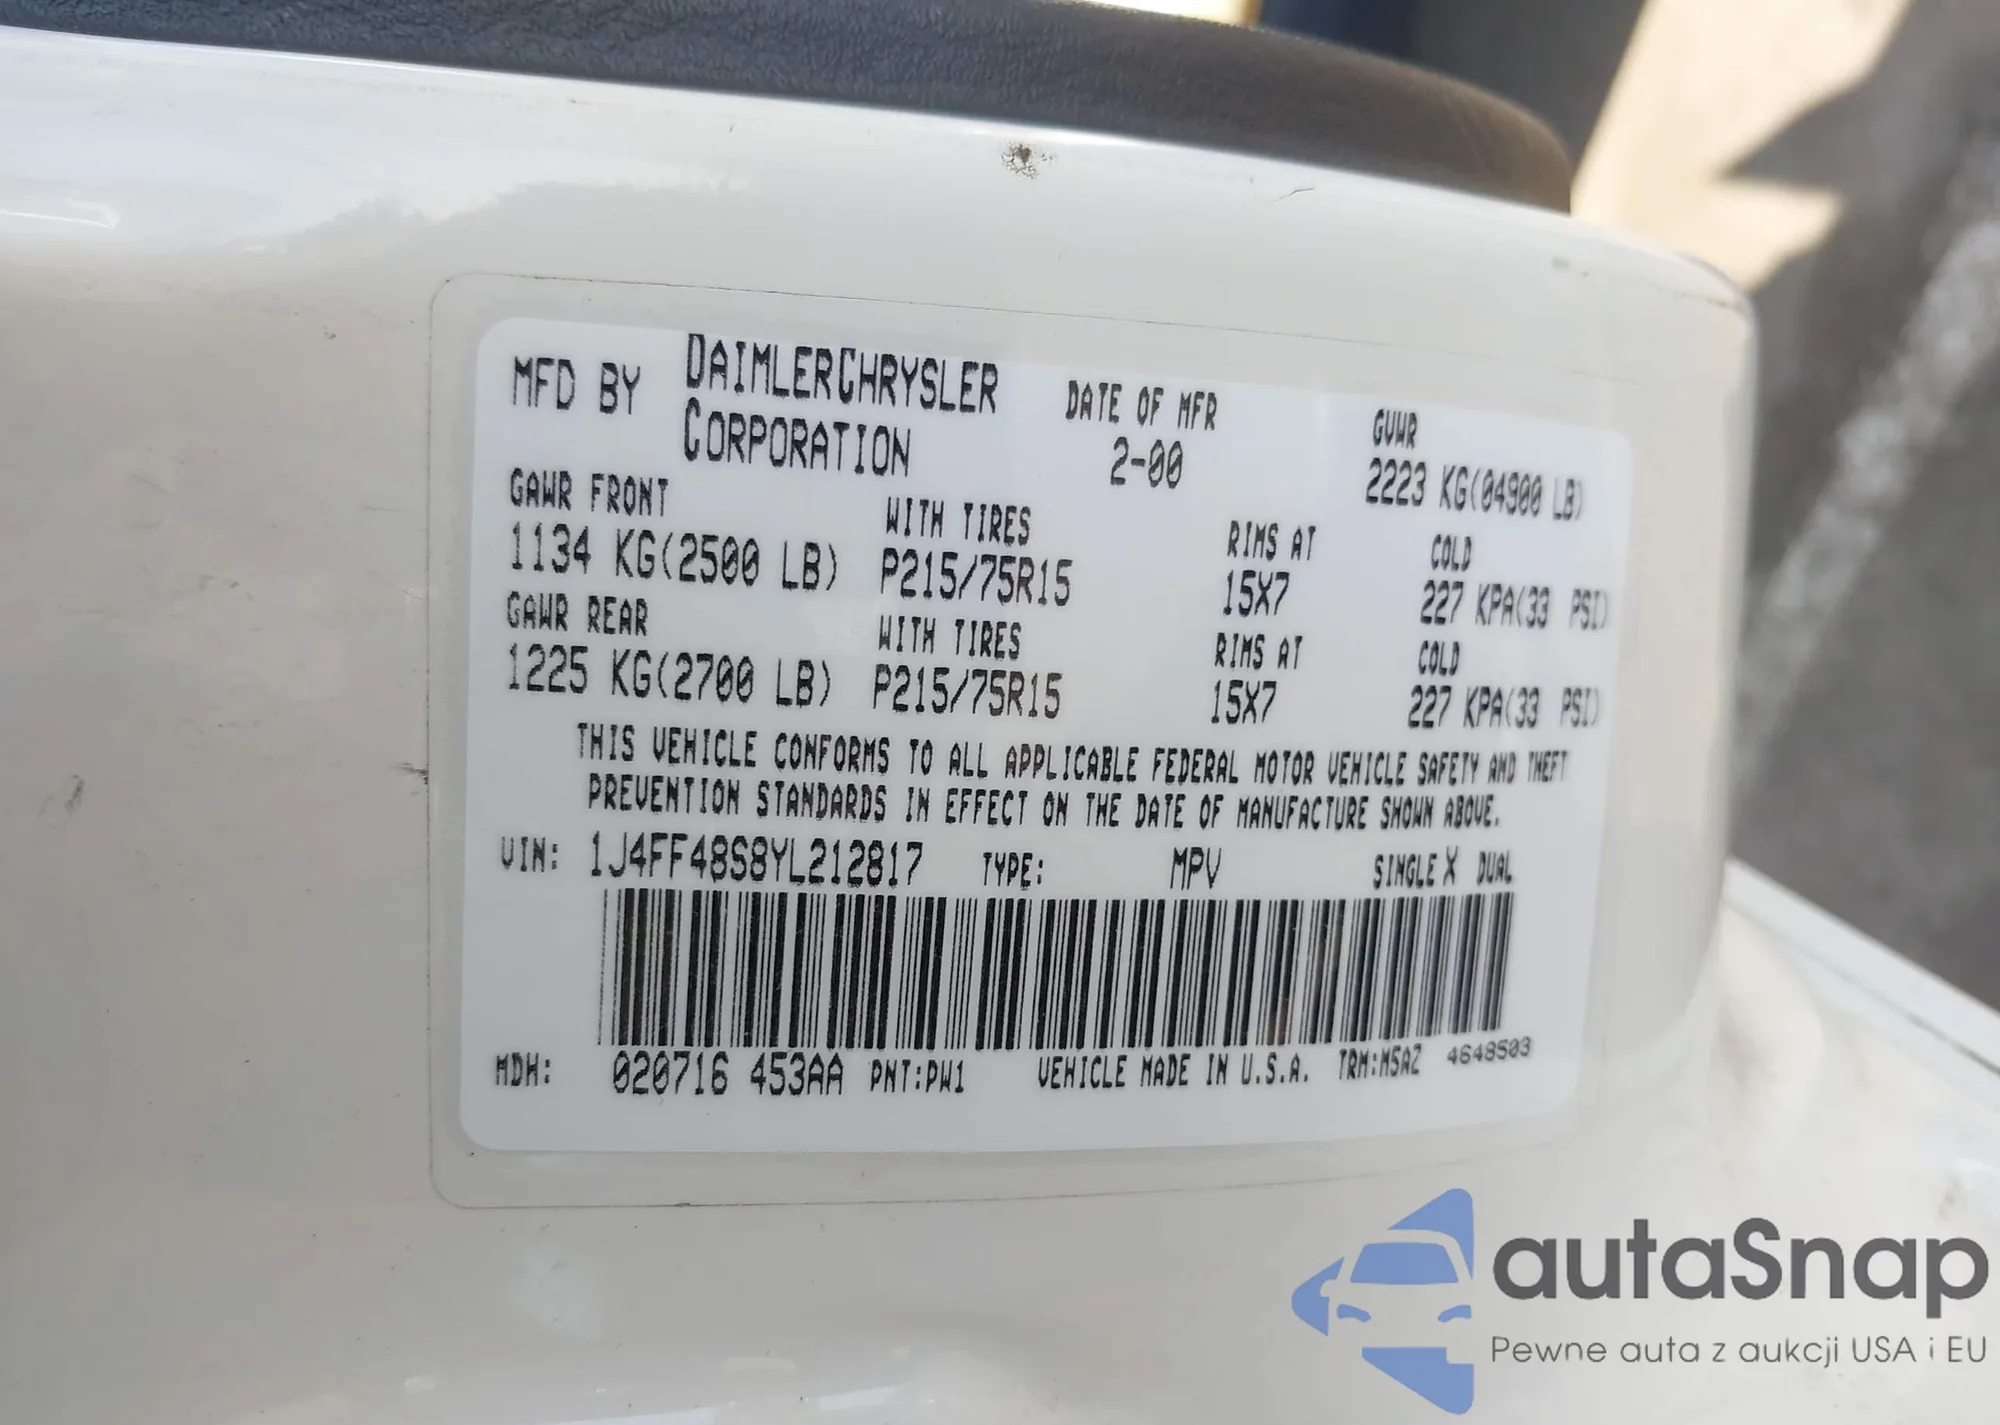 MFD BY DAIMLERCHRYSLER CORPORATION DATE OF MFR 2-00 GVWR 2223 KG(04900 LB)
GAWR FRONT WITH TIRES RIMS AT COLD
1134 KG(2500 LB) P215/75R15 15X7 227 KPA(33 PSI)
GAWR REAR WITH TIRES RIMS AT COLD
1225 KG(2700 LB) P215/75R15 15X7 227 KPA(33 PSI)
THIS VEHICLE CONFORMS TO ALL APPLICABLE FEDERAL MOTOR VEHICLE SAFETY AND THEFT
PREVENTION STANDARDS IN EFFECT ON THE DATE OF MANUFACTURE SHOWN ABOVE.
VIN: 1J4FF48S8YL212817 TYPE: MPV SINGLE X DUAL
MDH: 020716 453AA PNT:PW1 VEHICLE MADE IN U.S.A. TRM:M5AZ 4648503
autaSnap
Pewne auta z aukcji USA i EU